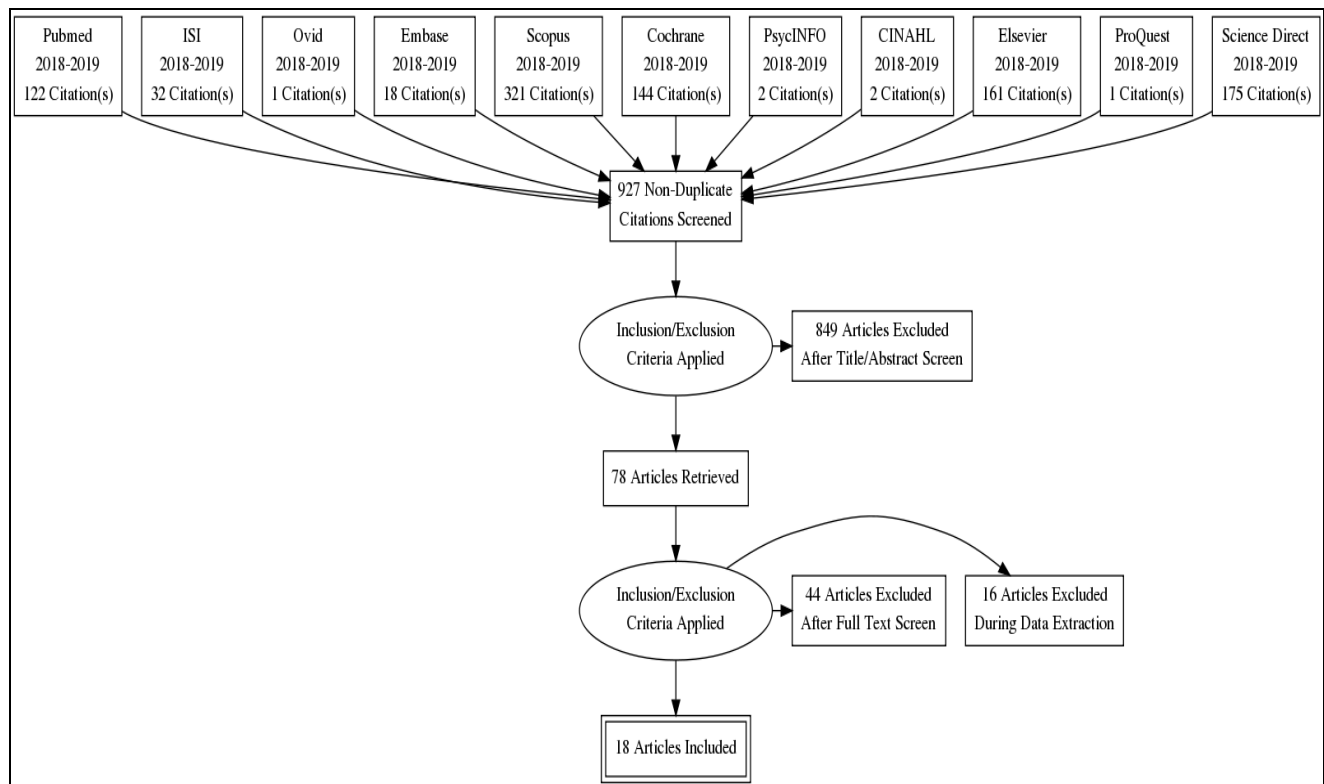 Pubmed
2018-2019
122 Citation(s)
ISI
2018-2019
32 Citation(s)
Ovid
2018-2019
1 Citation(s)
Embase
2018-2019
18 Citation(s)
Scopus
2018-2019
321 Citation(s)
Cochrane
2018-2019
144 Citation(s)
PsycINFO
2018-2019
2 Citation(s)
CINAHL
2018-2019
2 Citation(s)
Elsevier
2018-2019
161 Citation(s)
ProQuest
2018-2019
1 Citation(s)
Science Direct
2018-2019
175 Citation(s)
927 Non-Duplicate
Citations Screened
Inclusion/Exclusion
Criteria Applied
849 Articles Excluded
After Title/Abstract Screen
78 Articles Retrieved
Inclusion/Exclusion
Criteria Applied
44 Articles Excluded
After Full Text Screen
16 Articles Excluded
During Data Extraction
18 Articles Included